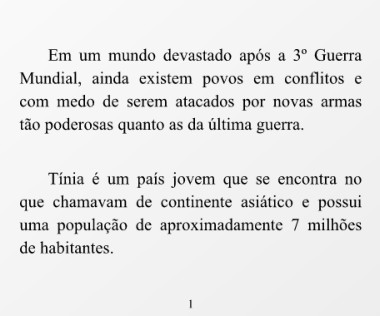 Em um mundo devastado após a 3º Guerra
Mundial, ainda existem povos em conflitos e
com medo de serem atacados por novas armas
tão poderosas quanto as da última guerra.
Tínia é um país jovem que se encontra no
que chamavam de continente asiático e possui
uma população de aproximadamente 7 milhões
de habitantes.
1